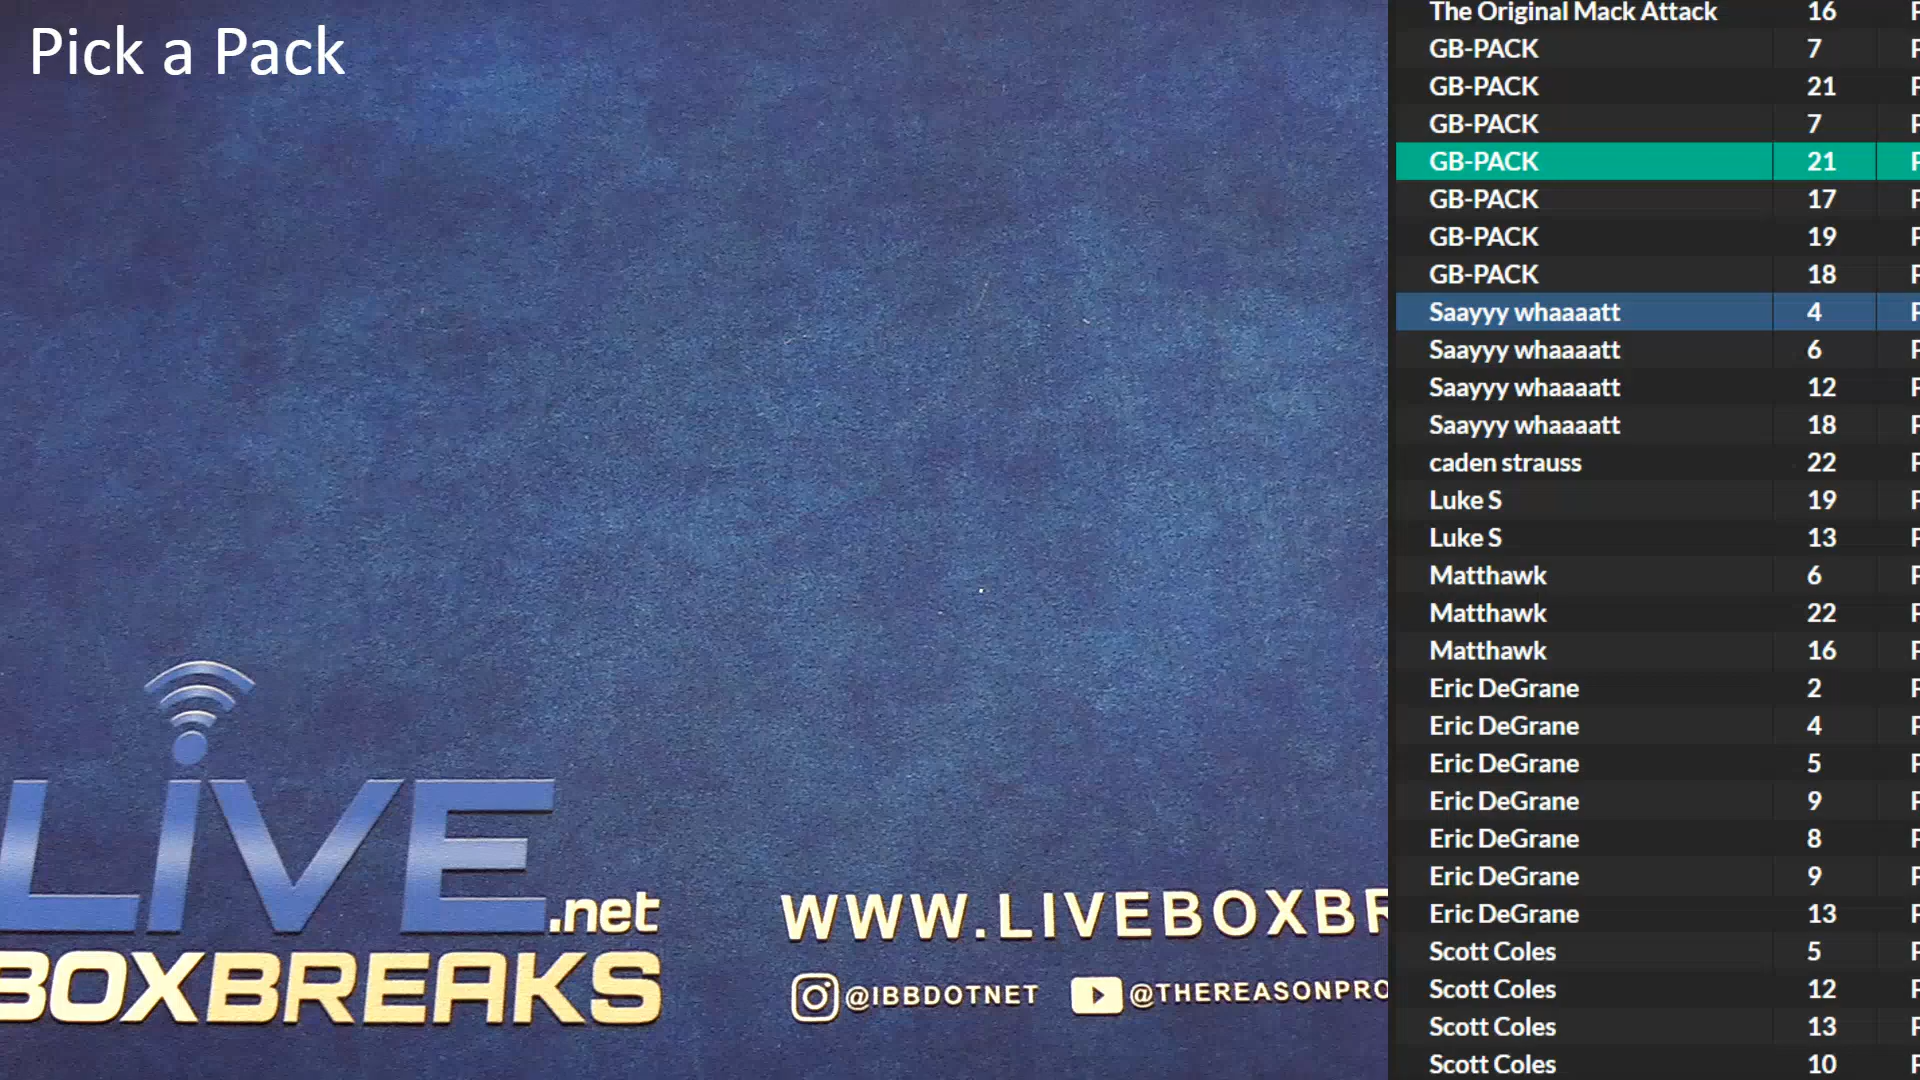 Pick a Pack
The Original Mack Attack 16 P
GB-PACK 7 P
GB-PACK 21 P
GB-PACK 7 P
GB-PACK 21 P
GB-PACK 17 P
GB-PACK 19 P
GB-PACK 18 P
Saayyy whaaaatt 4 P
Saayyy whaaaatt 6 P
Saayyy whaaaatt 12 P
Saayyy whaaaatt 18 P
caden strauss 22 P
Luke S 19 P
Luke S 13 P
Matthawk 6 P
Matthawk 22 P
Matthawk 16 P
Eric DeGrane 2 P
Eric DeGrane 4 P
Eric DeGrane 5 P
Eric DeGrane 9 P
Eric DeGrane 8 P
Eric DeGrane 9 P
Eric DeGrane 13 P
Scott Coles 5 P
Scott Coles 12 P
Scott Coles 13 P
Scott Coles 10 P
LiVE.net
BOXBREAKS
WWW.LIVEBOXBR
@IBBDOTNET @THEREASONPRO